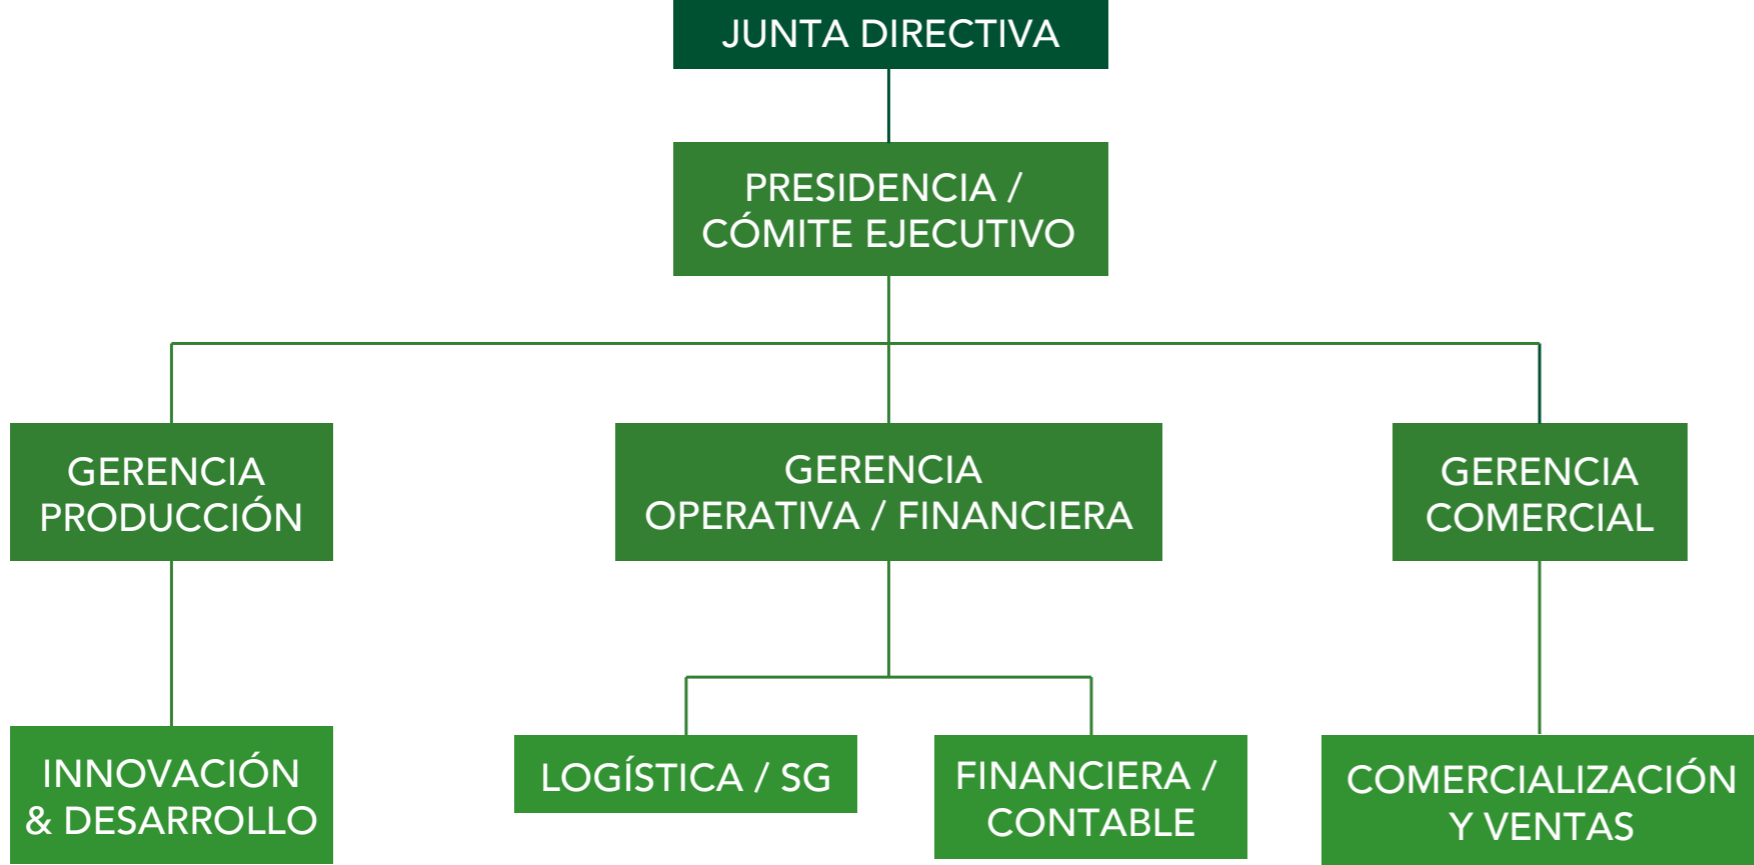 JUNTA DIRECTIVA
PRESIDENCIA /
CÓMITE EJECUTIVO
GERENCIA
PRODUCCIÓN
GERENCIA
OPERATIVA / FINANCIERA
GERENCIA
COMERCIAL
INNOVACIÓN
& DESARROLLO
LOGÍSTICA / SG
FINANCIERA /
CONTABLE
COMERCIALIZACIÓN
Y VENTAS